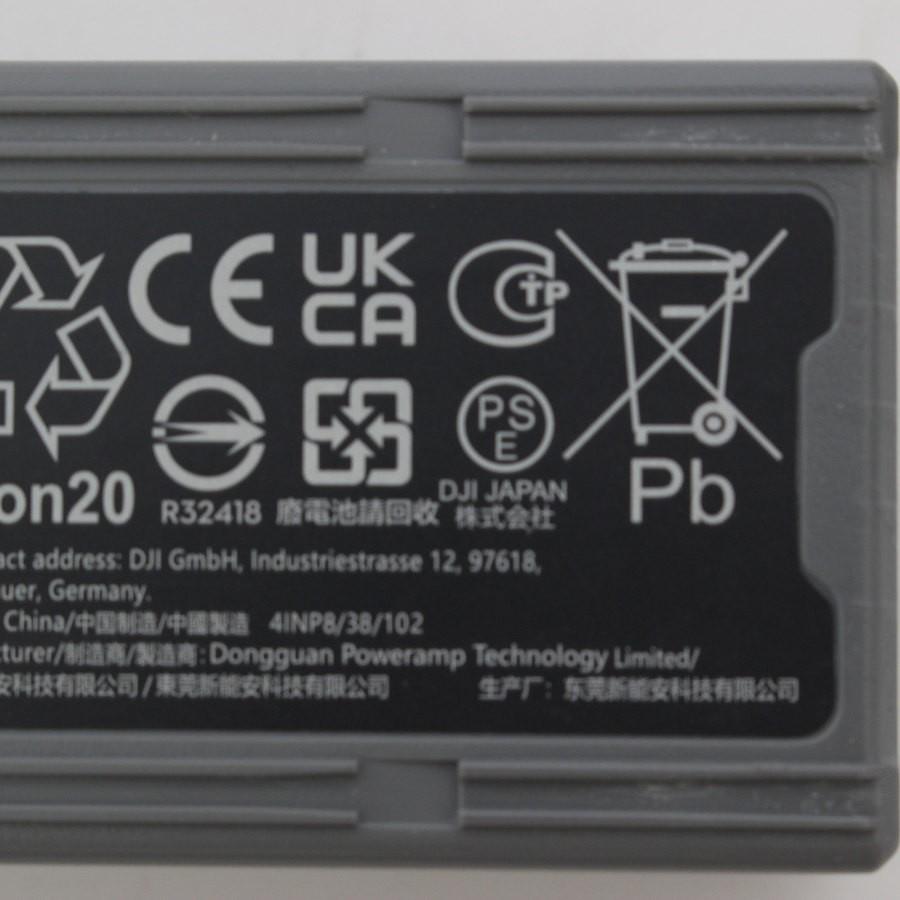 CE
UK
CA
TP
PS
E
on20
R32418
廢電池請回收
DJI JAPAN
株式会社
Pb
act address: DJI GmbH, Industriestrasse 12, 97618,
uer, Germany.
China/中国制造/中國製造 4INP8/38/102
turer/制造商/製造商: Dongguan Poweramp Technology Limited/
安科技有限公司 / 東莞新能安科技有限公司 生产厂: 东莞新能安科技有限公司